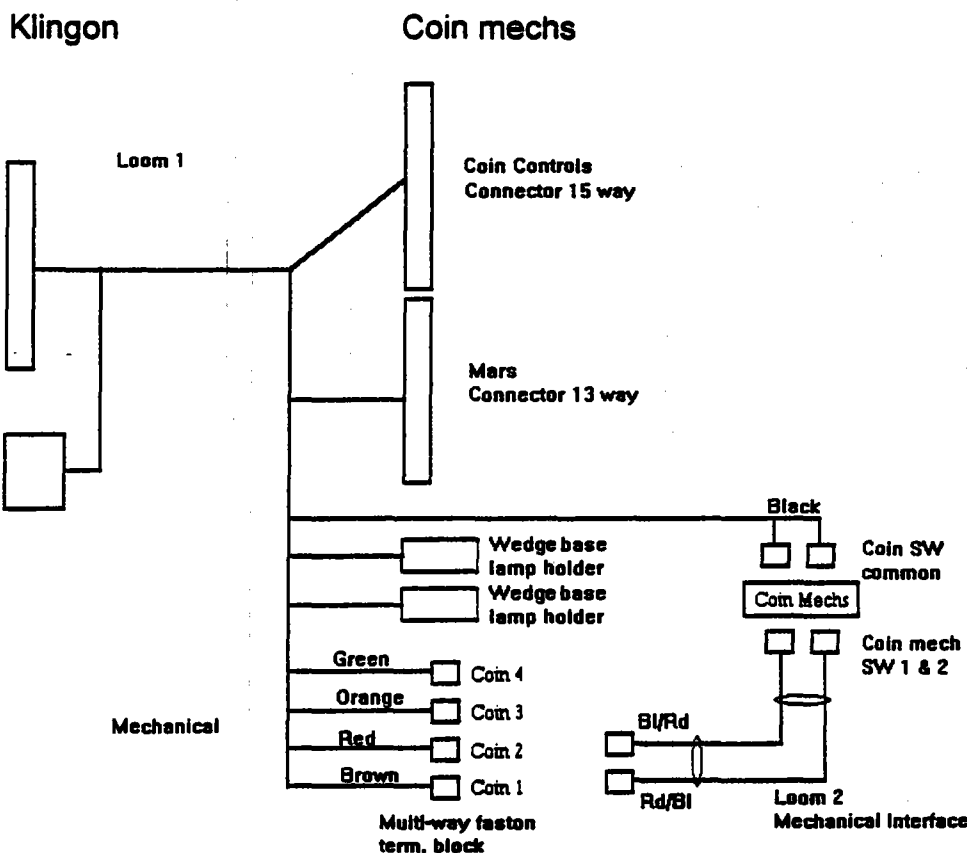 Klingon
Coin mechs
Loom 1
Coin Controls
Connector 15 way
Mars
Connector 13 way
Black
Wedge base
lamp holder
Coin SW
common
Wedge base
lamp holder
Coin Mechs
Coin mech
SW 1 & 2
Green
Coin 4
Orange
Coin 3
Mechanical
Bl/Rd
Red
Coin 2
Brown
Coin 1
Rd/Bl
Loom 2
Mechanical Interface
Multi-way faston
term. block